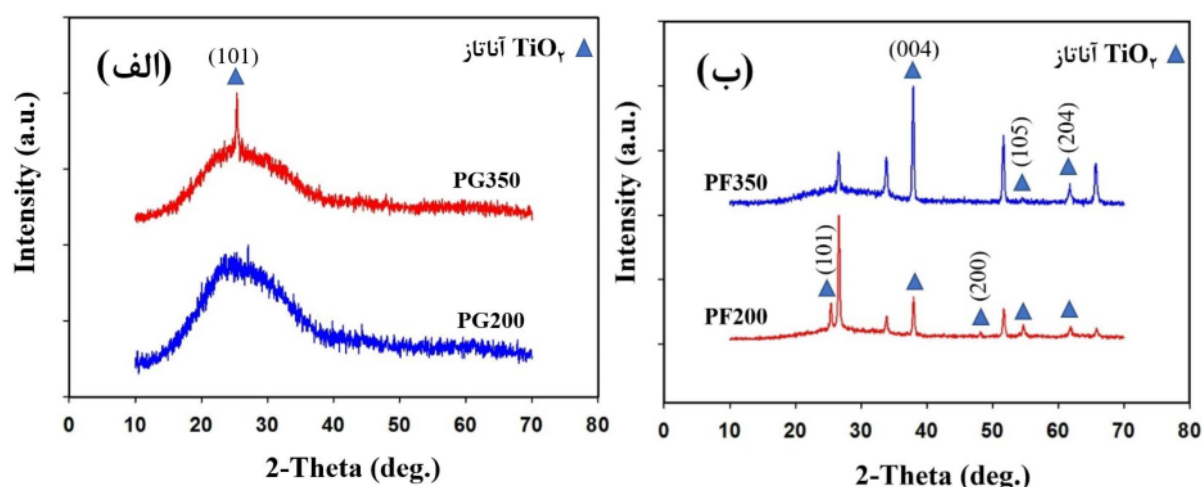 (الف)
(101)
آناتاز TiO₂
PG350
PG200
Intensity (a.u.)
0 10 20 30 40 50 60 70 80
2-Theta (deg.)
(ب)
(004)
آناتاز TiO₂
(105)
(204)
PF350
(101)
(200)
PF200
Intensity (a.u.)
0 10 20 30 40 50 60 70 80
2-Theta (deg.)